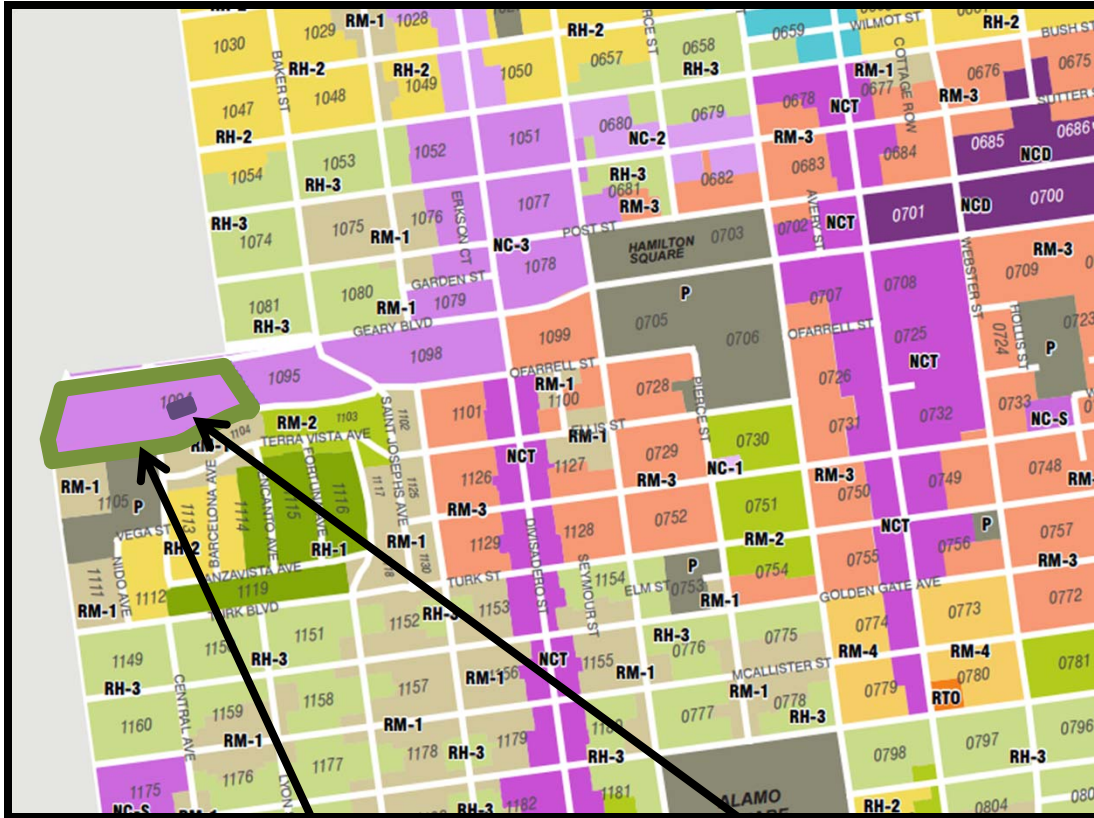 RH-2
RM-1
1028
1029
1030
BAKER ST
RH-2
RH-2
1048
1049
1047
RH-2
1050
RH-2
0657
0658
RH-3
0659
WILMOT ST
RH-2
BUSH ST
0675
0676
RM-1
0677
COTTAGE ROW
RM-3
0678
NCT
SUTTER
0679
0680
NC-2
1051
1052
1053
RH-3
1054
RM-3
0683
0684
0685
0686
NCD
RH-3
0681
RM-3
0682
RH-3
1074
1075
RM-1
1076
ERKSON CT
1077
NC-3
POST ST
HAMILTON
SQUARE
0703
0702
AVERY ST
NCT
0701
NCD
0700
WEBSTER ST
RM-3
0709
1078
GARDEN ST
1079
1080
RM-1
1081
RH-3
GEARY BLVD
P
0705
0706
0707
0708
OFARRELL ST
0725
NCT
0724
HOLLIS ST
P
0723
1095
1098
1099
OFARRELL ST
RM-1
1100
0728
PIERCE ST
0726
0731
0732
0733
NC-S
1104
RM-2
1103
TERRA VISTA AVE
1102
SAINT JOSEPHS AVE
1101
NCT
ELLIS ST
RM-1
1127
0729
RM-3
0730
NC-1
RM-3
0750
0749
0748
RM-1
1105
P
VEGA ST
1113
BARCELONA AVE
1114
ENCANTO AVE
1115
FORTUNA AVE
1116
RH-1
RH-2
1117
1125
1126
RM-3
1129
RM-1
1130
1128
DIVISADERO ST
SEYMOUR ST
0752
0751
RM-2
0754
0755
NCT
0756
P
0757
RM-3
1111
NIDO AVE
RM-1
1112
ANZAVISTA AVE
1119
TURK BLVD
TURK ST
1154
ELM ST
P
0753
RM-1
GOLDEN GATE AVE
0772
0773
0774
RM-4
RM-4
0775
MCALLISTER ST
RH-3
0776
1149
RH-3
1151
RH-3
1152
RH-3
1153
NCT
1155
RM-1
RM-1
0778
RH-3
0777
0779
0780
RTO
0781
1160
CENTRAL AVE
1159
RM-1
1158
1157
RM-1
RM-1
1178
RH-3
1179
RH-3
0798
0797
RH-3
0796
1175
NC-S
1176
1177
RH-3
1182
1181
ALAMO
RH-2
0804